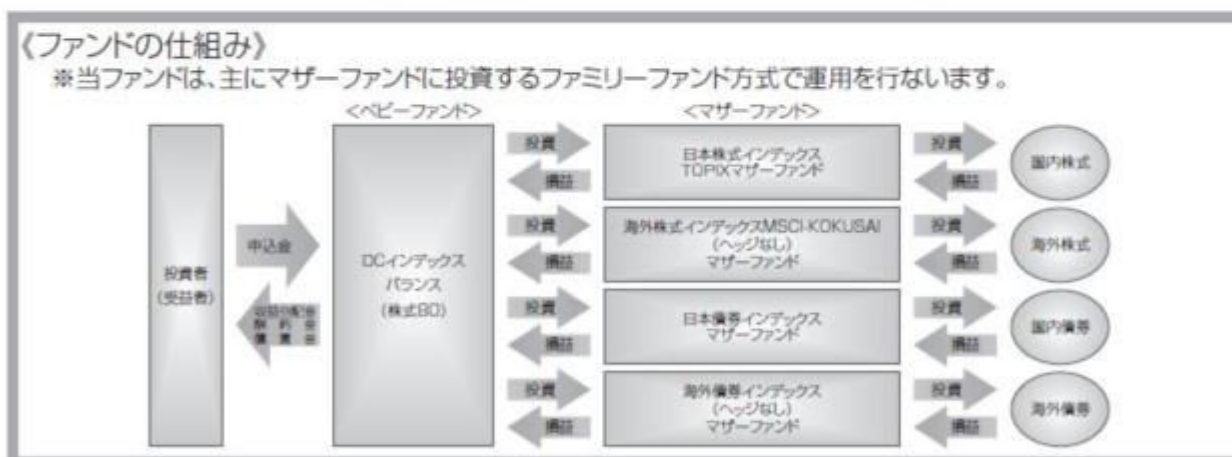 《ファンドの仕組み》
※当ファンドは、主にマザーファンドに投資するファミリーファンド方式で運用を行ないます。
<ベビーファンド>
<マザーファンド>
投資者
(受益者)
申込金
収益分配金
解約金
償還金
DCインデックス
バランス
(株式80)
投資
損益
日本株式インデックス
TOPIXマザーファンド
投資
損益
国内株式
投資
損益
海外株式インデックスMSCI-KOKUSAI
(ヘッジなし)
マザーファンド
投資
損益
海外株式
投資
損益
日本債券インデックス
マザーファンド
投資
損益
国内債券
投資
損益
海外債券インデックス
(ヘッジなし)
マザーファンド
投資
損益
海外債券